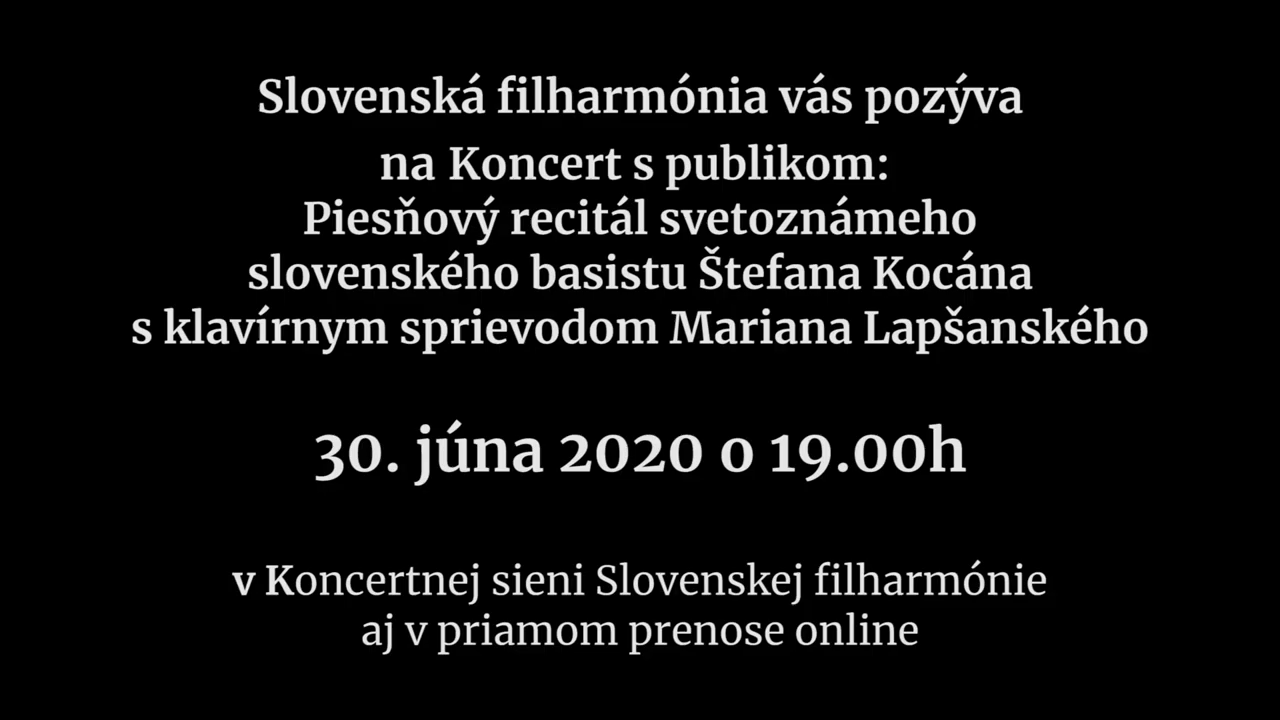 Slovenská filharmónia vás pozýva
na Koncert s publikom:
Piesňový recitál svetoznámeho
slovenského basistu Štefana Kocána
s klavírnym sprievodom Mariana Lapšanského
30. júna 2020 o 19.00h
v Koncertnej sieni Slovenskej filharmónie
aj v priamom prenose online